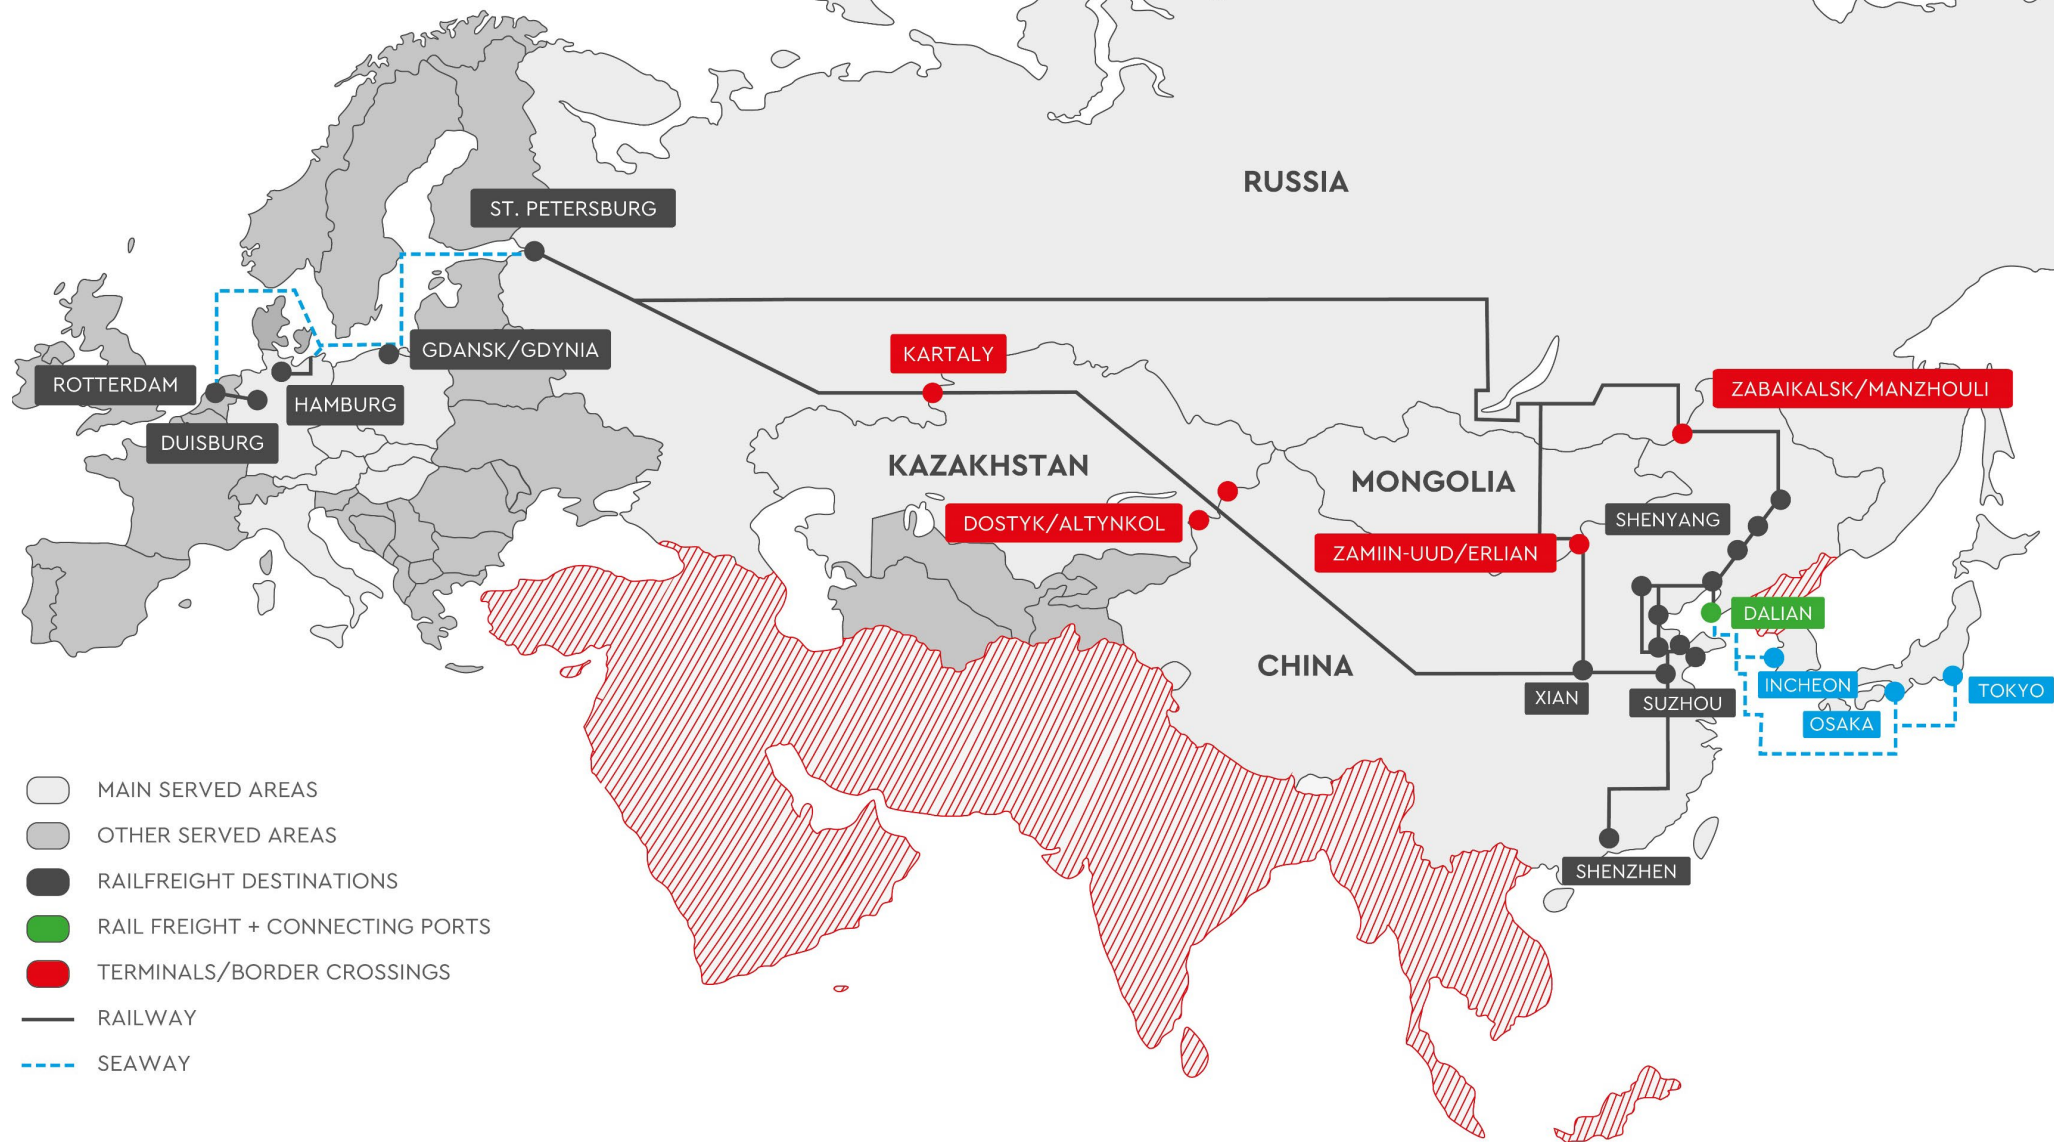 RUSSIA
ST. PETERSBURG
GDANSK/GDYNIA
KARTALY
ROTTERDAM
ZABAIKALSK/MANZHOULI
HAMBURG
DUISBURG
KAZAKHSTAN
MONGOLIA
SHENYANG
DOSTYK/ALTYNKOL
ZAMIIN-UUD/ERLIAN
DALIAN
CHINA
INCHEON
TOKYO
XIAN
SUZHOU
OSAKA
SHENZHEN
MAIN SERVED AREAS
OTHER SERVED AREAS
RAILFREIGHT DESTINATIONS
RAIL FREIGHT + CONNECTING PORTS
TERMINALS/BORDER CROSSINGS
RAILWAY
SEAWAY